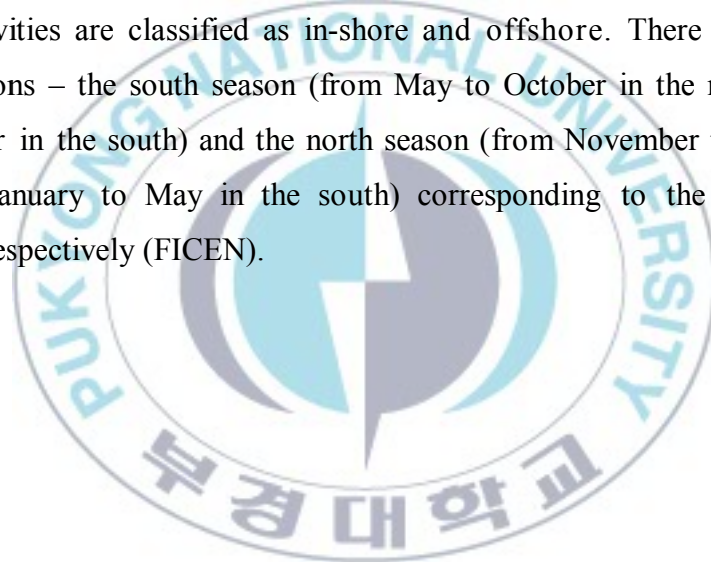 vities are classified as in-shore and offshore. There
ons – the south season (from May to October in the
r in the south) and the north season (from November
anuary to May in the south) corresponding to the
espectively (FICEN).
PUKYONG NATIONAL UNIVERSITY
부경대학교